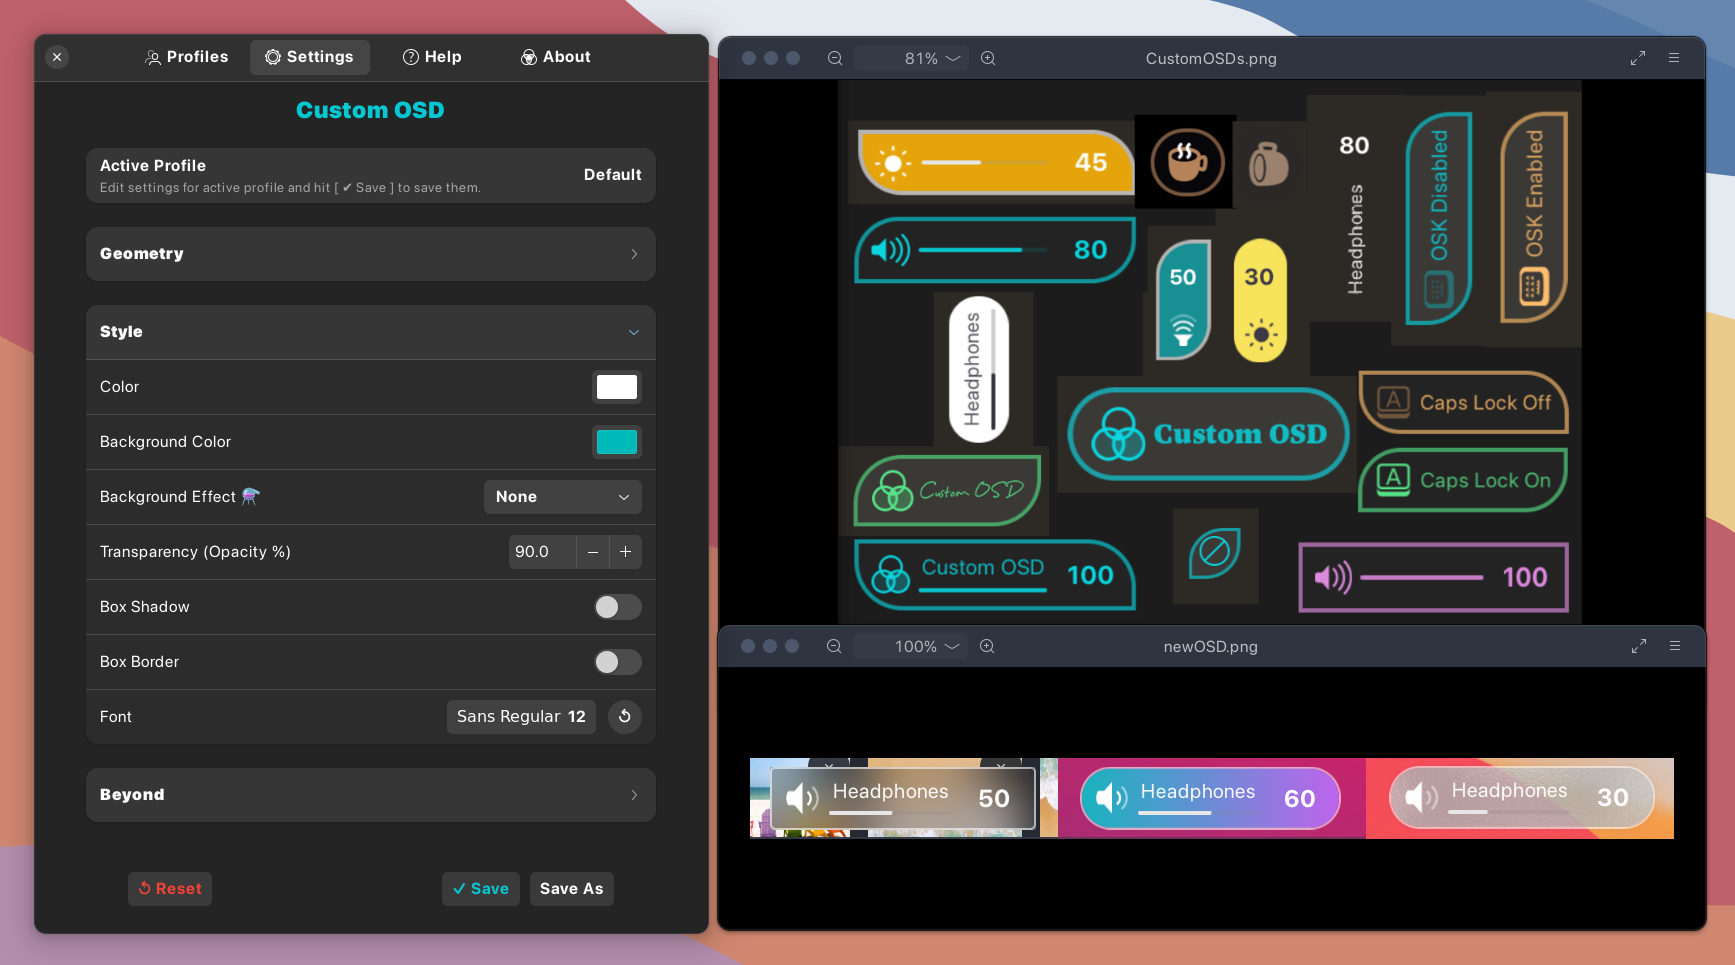 Profiles
Settings
Help
About
Custom OSD
Active Profile
Edit settings for active profile and hit [ ✔ Save ] to save them.
Default
Geometry
Style
Color
Background Color
Background Effect
None
Transparency (Opacity %)
90.0
Box Shadow
Box Border
Font
Sans Regular 12
Beyond
Reset
Save
Save As
81%
CustomOSDs.png
45
80
80
Headphones
OSK Disabled
OSK Enabled
50
30
Headphones
Custom OSD
Caps Lock Off
A
Caps Lock On
A
Custom OSD
Custom OSD
100
100
100%
newOSD.png
Headphones
50
Headphones
60
Headphones
30